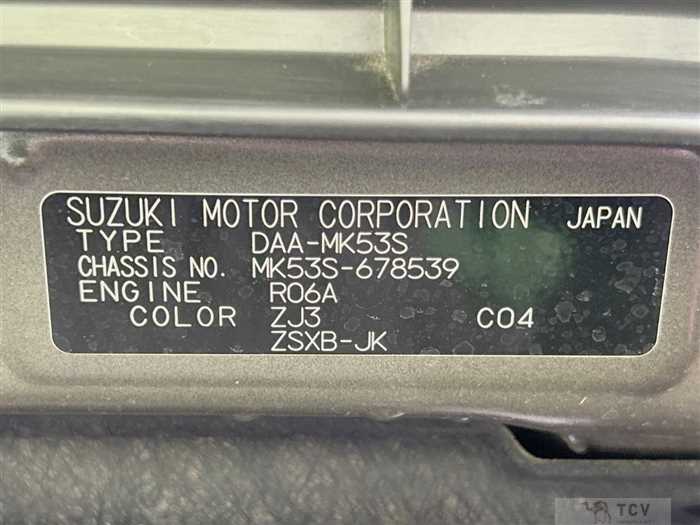 SUZUKI MOTOR CORPORATION JAPAN
TYPE DAA-MK53S
CHASSIS NO. MK53S-678539
ENGINE R06A
COLOR ZJ3 C04
ZSXB-JK
TCV